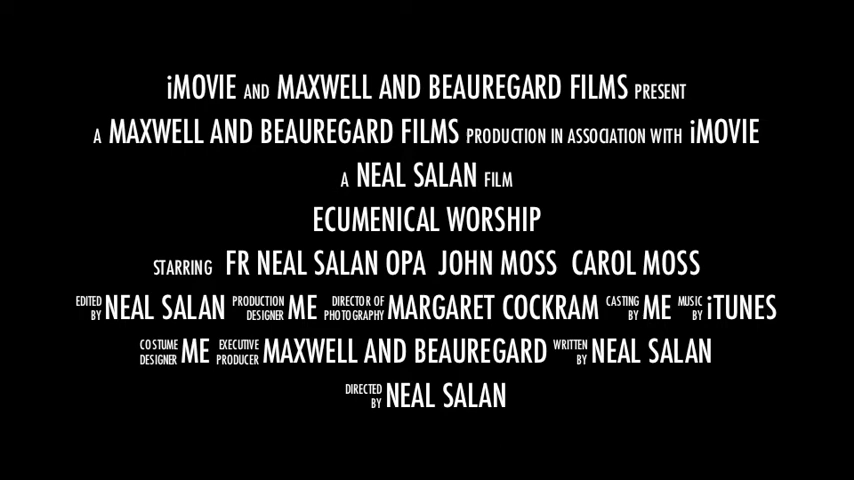 iMOVIE AND MAXWELL AND BEAUREGARD FILMS PRESENT
A MAXWELL AND BEAUREGARD FILMS PRODUCTION IN ASSOCIATION WITH iMOVIE
A NEAL SALAN FILM
ECUMENICAL WORSHIP
STARRING FR NEAL SALAN OPA JOHN MOSS CAROL MOSS
EDITED BY NEAL SALAN PRODUCTION DESIGNER ME DIRECTOR OF PHOTOGRAPHY MARGARET COCKRAM CASTING BY ME MUSIC BY iTUNES
COSTUME DESIGNER ME EXECUTIVE PRODUCER MAXWELL AND BEAUREGARD WRITTEN BY NEAL SALAN
DIRECTED BY NEAL SALAN